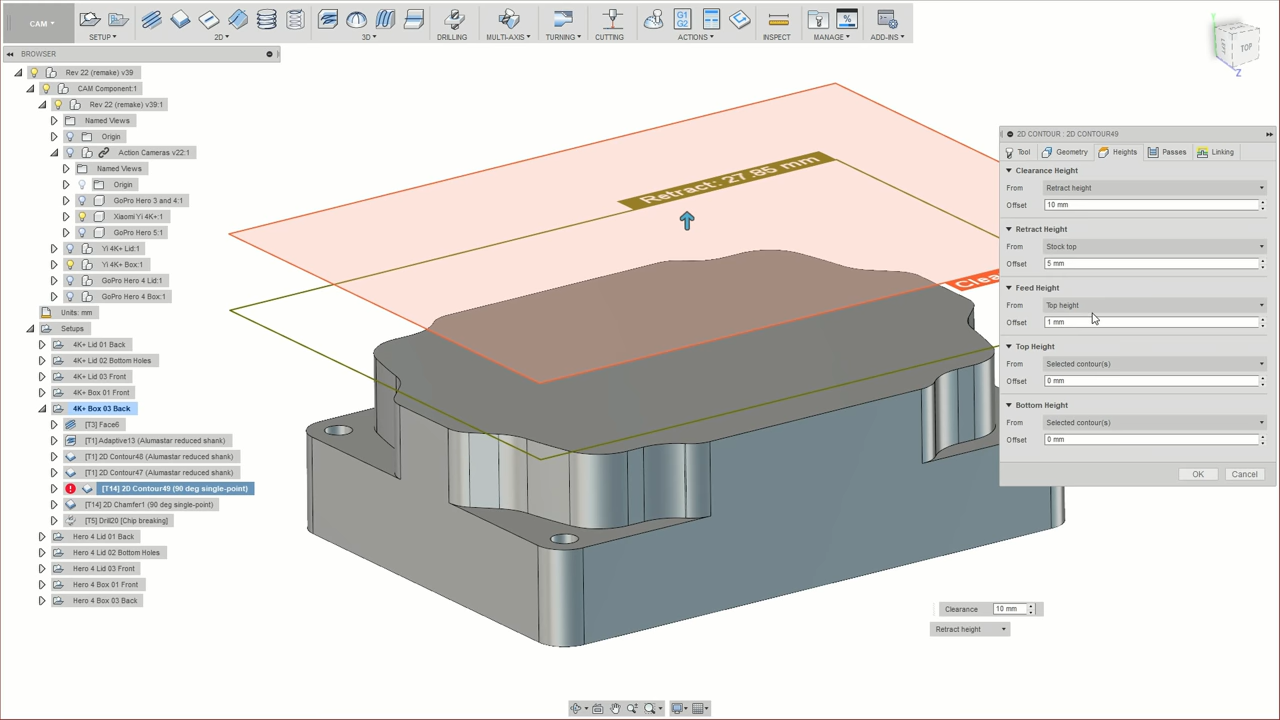 CAM
SETUP
2D
3D
DRILLING
MULTI-AXIS
TURNING
CUTTING
G1
G2
ACTIONS
INSPECT
%
MANAGE
ADD-INS
BROWSER
Rev 22 (remake) v39
CAM Component:1
Rev 22 (remake) v39:1
Named Views
Origin
Action Cameras v22:1
Named Views
Origin
GoPro Hero 3 and 4:1
Xiaomi Yi 4K+:1
GoPro Hero 5:1
Yi 4K+ Lid:1
Yi 4K+ Box:1
GoPro Hero 4 Lid:1
GoPro Hero 4 Box:1
Units: mm
Setups
4K+ Lid 01 Back
4K+ Lid 02 Bottom Holes
4K+ Lid 03 Front
4K+ Box 01 Front
4K+ Box 03 Back
[T3] Face6
[T1] Adaptive13 (Alumastar reduced shank)
[T1] 2D Contour48 (Alumastar reduced shank)
[T1] 2D Contour47 (Alumastar reduced shank)
[T14] 2D Contour49 (90 deg single-point)
[T14] 2D Chamfer1 (90 deg single-point)
[T5] Drill20 [Chip breaking]
Hero 4 Lid 01 Back
Hero 4 Lid 02 Bottom Holes
Hero 4 Lid 03 Front
Hero 4 Box 01 Front
Hero 4 Box 03 Back
Retract: 27.85 mm
Clea
TOP
Z
2D CONTOUR : 2D CONTOUR49
Tool Geometry Heights Passes Linking
Clearance Height
From Retract height
Offset 10 mm
Retract Height
From Stock top
Offset 5 mm
Feed Height
From Top height
Offset 1 mm
Top Height
From Selected contour(s)
Offset 0 mm
Bottom Height
From Selected contour(s)
Offset 0 mm
OK Cancel
Clearance 10 mm
Retract height